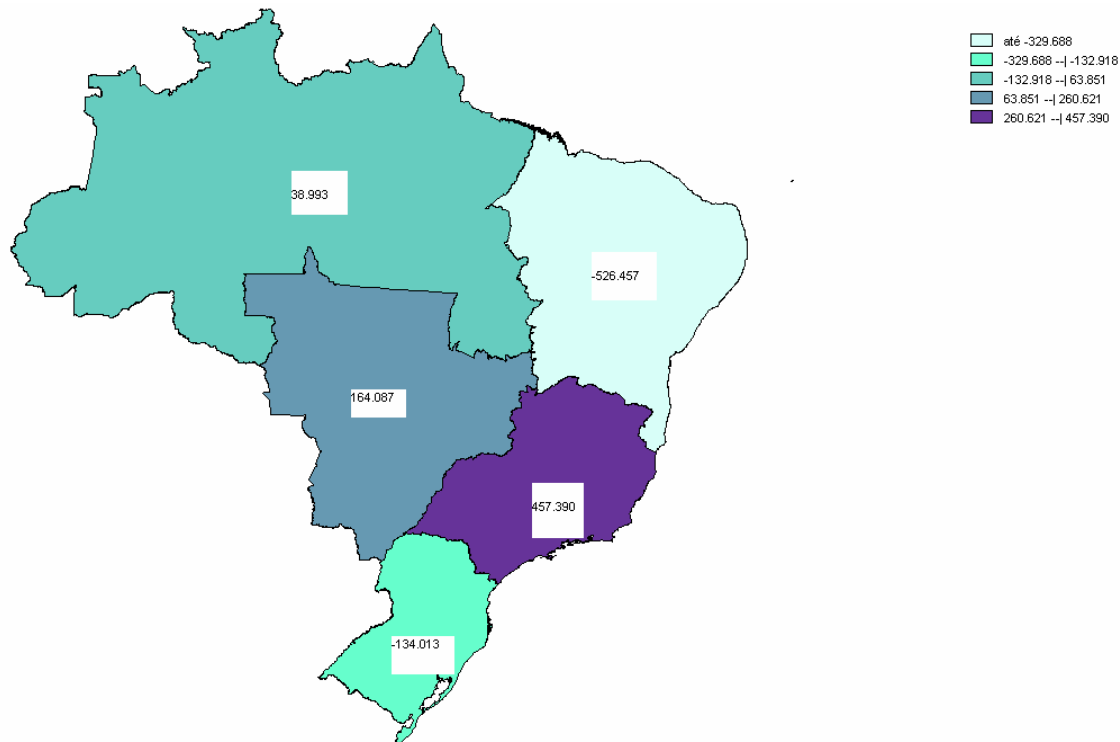 até -329.688
-329.688 --| -132.918
-132.918 --| 63.851
63.851 --| 260.621
260.621 --| 457.390
38.993
-526.457
164.087
457.390
-134.013